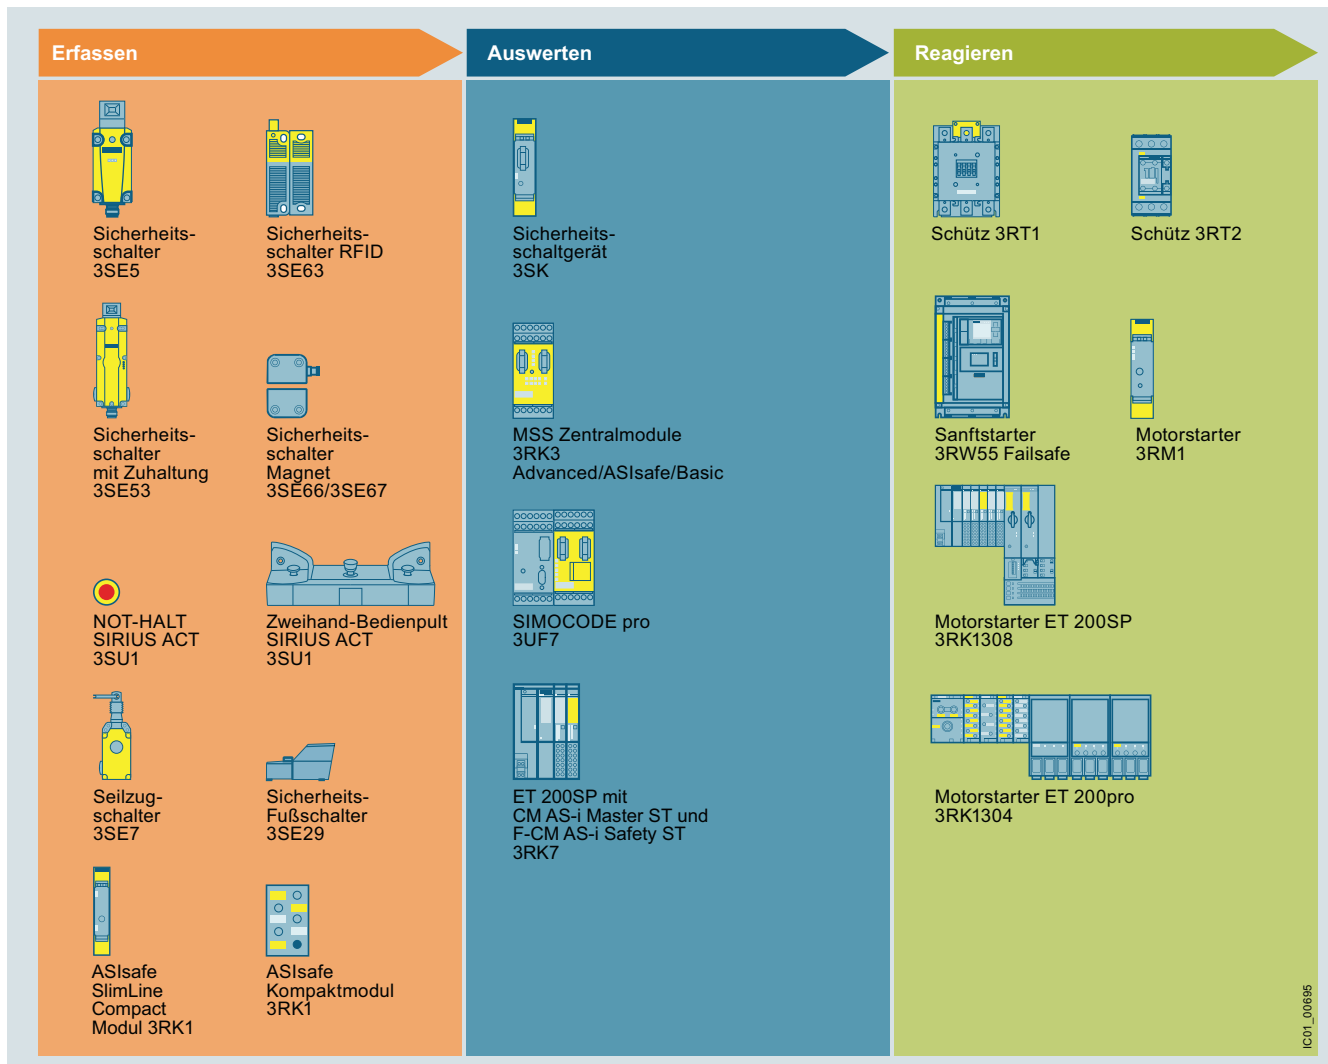 Erfassen
Auswerten
Reagieren
Sicherheits-
schalter
3SE5
Sicherheits-
schalter RFID
3SE63
Sicherheits-
schalter
mit Zuhaltung
3SE53
Sicherheits-
schalter
Magnet
3SE66/3SE67
NOT-HALT
SIRIUS ACT
3SU1
Zweihand-Bedienpult
SIRIUS ACT
3SU1
Seilzug-
schalter
3SE7
Sicherheits-
Fußschalter
3SE29
ASIsafe
SlimLine
Compact
Modul 3RK1
ASIsafe
Kompaktmodul
3RK1
Sicherheits-
schaltgerät
3SK
MSS Zentralmodule
3RK3
Advanced/ASIsafe/Basic
SIMOCODE pro
3UF7
ET 200SP mit
CM AS-i Master ST und
F-CM AS-i Safety ST
3RK7
Schütz 3RT1
Schütz 3RT2
Sanftstarter
3RW55 Failsafe
Motorstarter
3RM1
Motorstarter ET 200SP
3RK1308
Motorstarter ET 200pro
3RK1304
IC01_00695